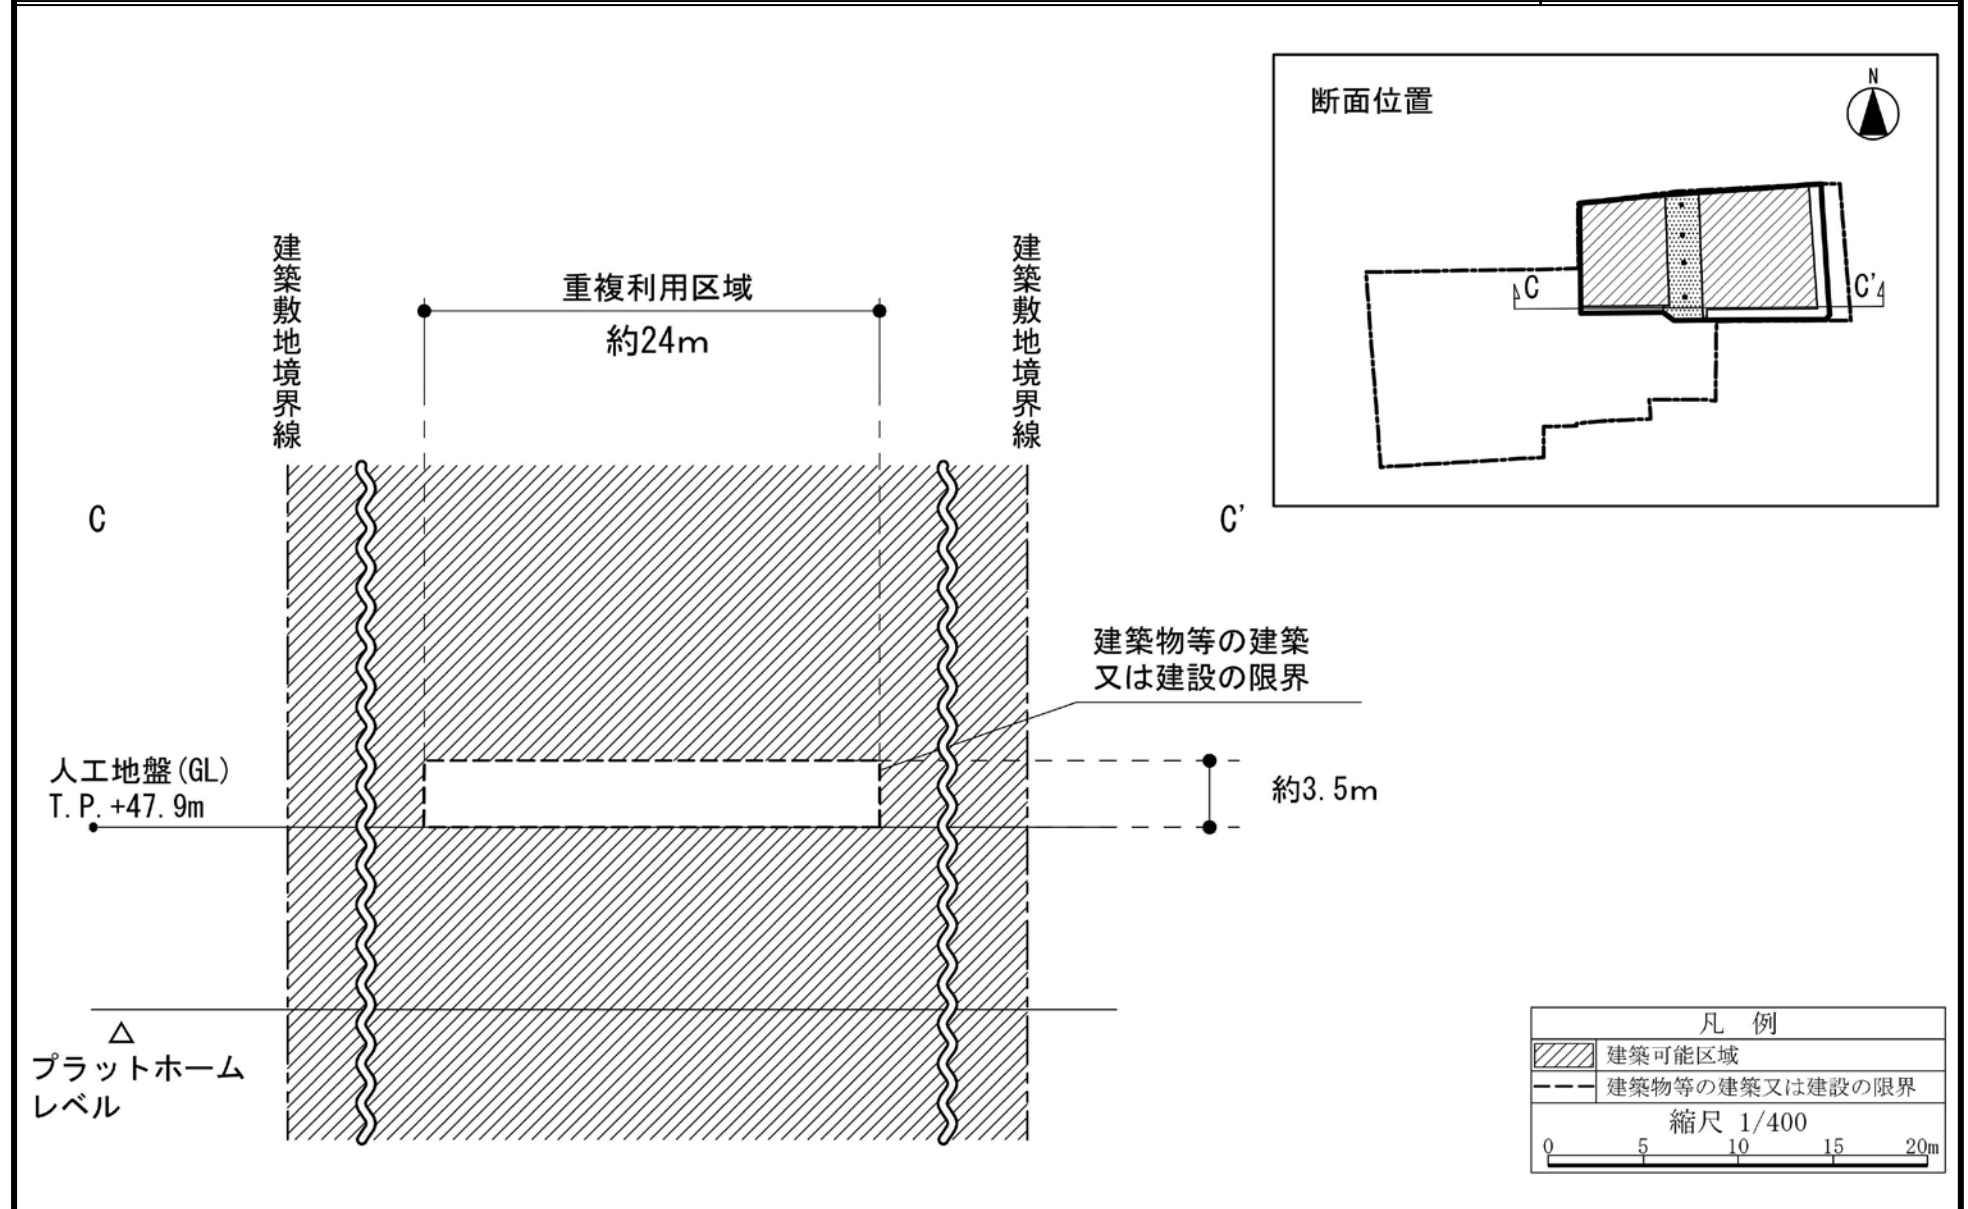 断面位置
N
C
C'
建築敷地境界線
重複利用区域
約24m
建築敷地境界線
C
C'
建築物等の建築
又は建設の限界
人工地盤(GL)
T.P.+47.9m
約3.5m
プラットホーム
レベル
凡 例
建築可能区域
建築物等の建築又は建設の限界
縮尺 1/400
0 5 10 15 20m